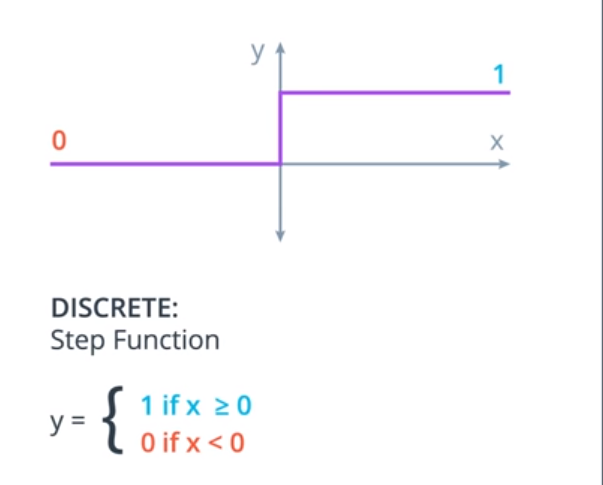 y
1
0
x
DISCRETE:
Step Function
y = { 1 if x ≥ 0
0 if x < 0